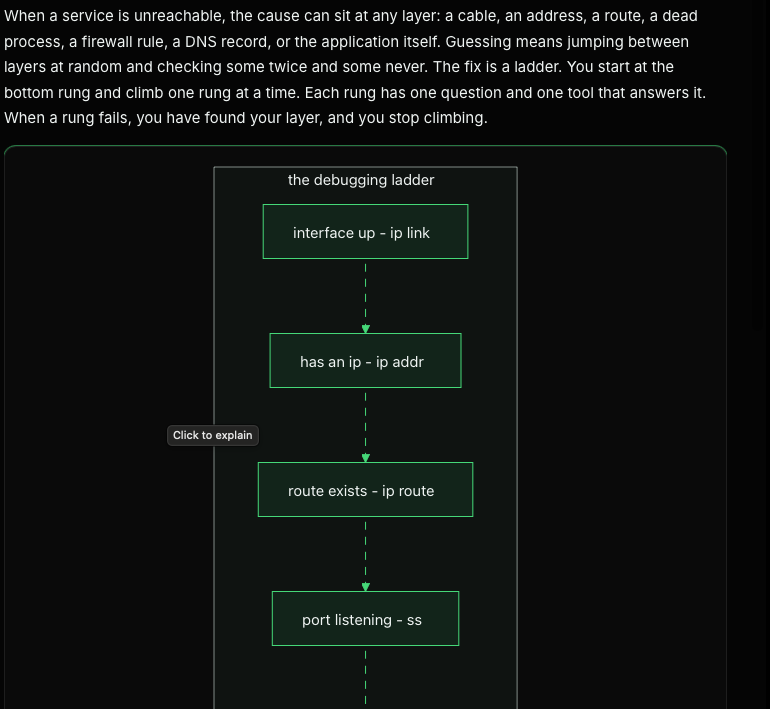 When a service is unreachable, the cause can sit at any layer: a cable, an address, a route, a dead
process, a firewall rule, a DNS record, or the application itself. Guessing means jumping between
layers at random and checking some twice and some never. The fix is a ladder. You start at the
bottom rung and climb one rung at a time. Each rung has one question and one tool that answers it.
When a rung fails, you have found your layer, and you stop climbing.
the debugging ladder
interface up - ip link
has an ip - ip addr
Click to explain
route exists - ip route
port listening - ss